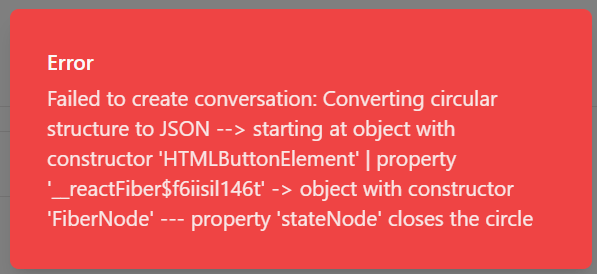 Error
Failed to create conversation: Converting circular
structure to JSON --> starting at object with
constructor 'HTMLButtonElement' | property
'__reactFiber$f6iisil146t' -> object with constructor
'FiberNode' --- property 'stateNode' closes the circle